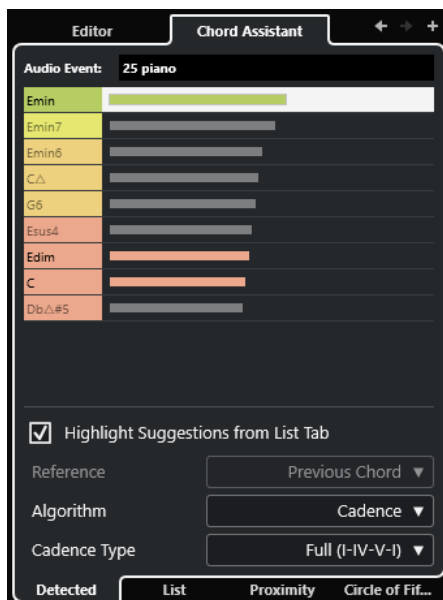 Editor Chord Assistant
Audio Event: 25 piano
Emin
Emin7
Emin6
C△
G6
Esus4
Edim
C
Db△#5
Highlight Suggestions from List Tab
Reference Previous Chord
Algorithm Cadence
Cadence Type Full (I-IV-V-I)
Detected List Proximity Circle of Fif...